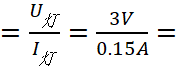 = U灯/I灯 = 3V/0.15A =